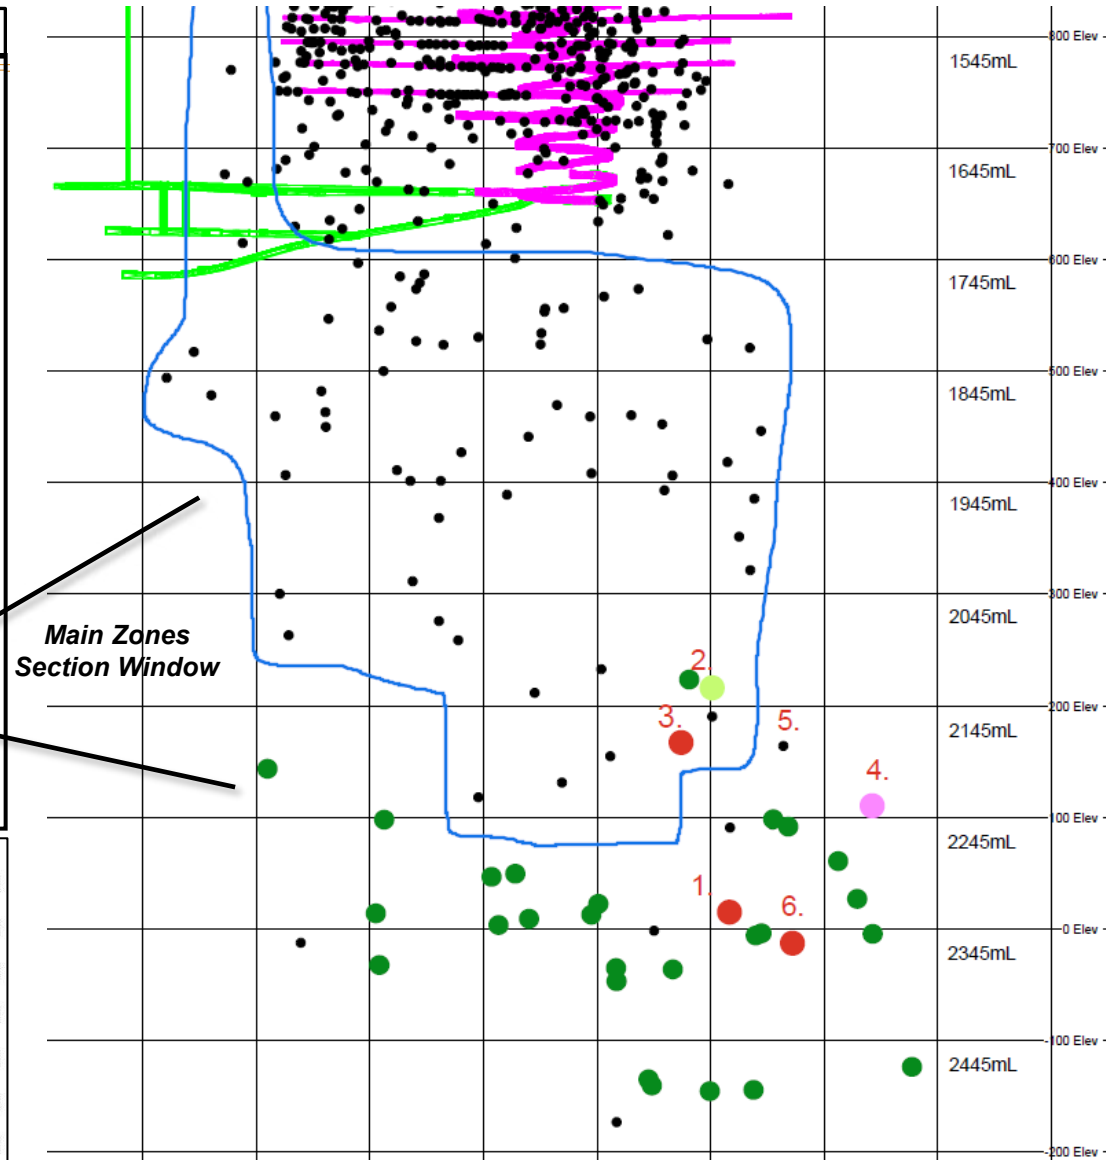 800 Elev
1545mL
700 Elev
1645mL
600 Elev
1745mL
500 Elev
1845mL
400 Elev
1945mL
300 Elev
2045mL
Main Zones
Section Window
2.
200 Elev
3.
5.
2145mL
4.
100 Elev
2245mL
1.
6.
0 Elev
2345mL
-100 Elev
2445mL
-200 Elev